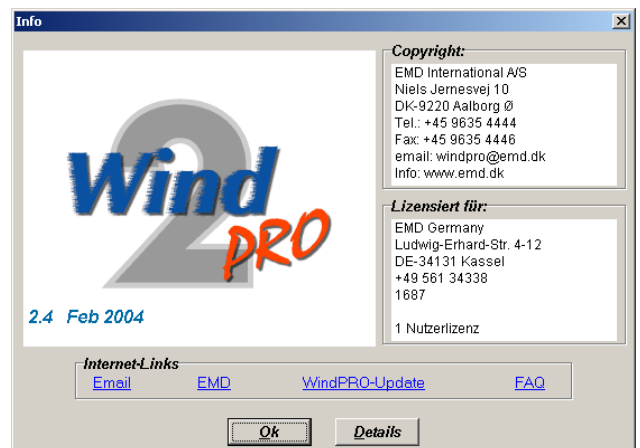 Info
2
Wind
PRO
2.4 Feb 2004
Copyright:
EMD International A/S
Niels Jernesvej 10
DK-9220 Aalborg Ø
Tel.: +45 9635 4444
Fax: +45 9635 4446
email: windpro@emd.dk
Info: www.emd.dk
Lizensiert für:
EMD Germany
Ludwig-Erhard-Str. 4-12
DE-34131 Kassel
+49 561 34338
1687
1 Nutzerlizenz
Internet-Links
Email EMD WindPRO-Update FAQ
Ok Details